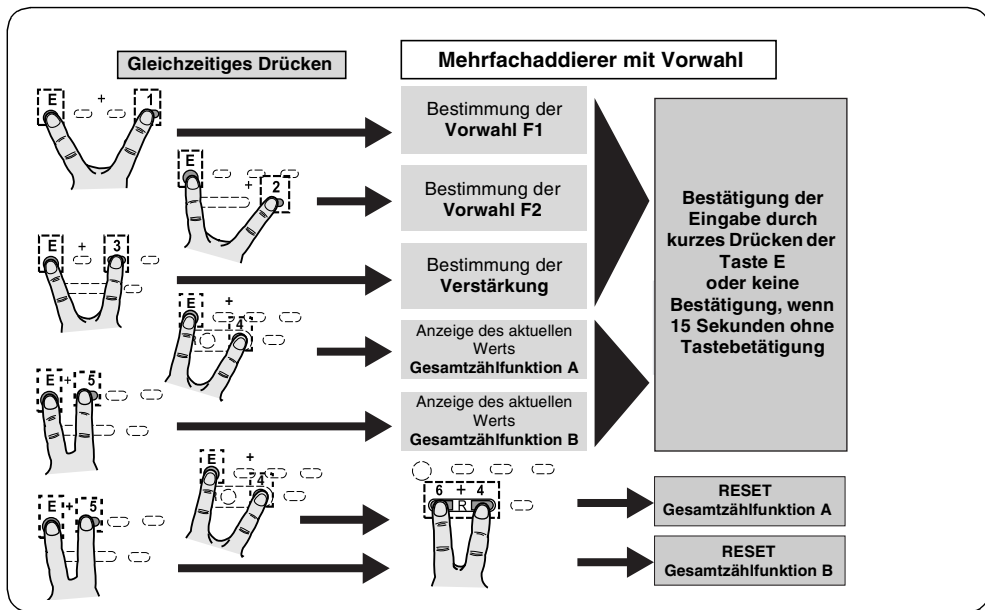 Gleichzeitiges Drücken
Mehrfachaddierer mit Vorwahl
E + 1
Bestimmung der
Vorwahl F1
E + 2
Bestimmung der
Vorwahl F2
E + 3
Bestimmung der
Verstärkung
E + 4
Anzeige des aktuellen
Werts
Gesamtzählfunktion A
E + 5
Anzeige des aktuellen
Werts
Gesamtzählfunktion B
Bestätigung der
Eingabe durch
kurzes Drücken der
Taste E
oder keine
Bestätigung, wenn
15 Sekunden ohne
Tastebetätigung
E + 4
6 + 4
R
RESET
Gesamtzählfunktion A
E + 5
RESET
Gesamtzählfunktion B